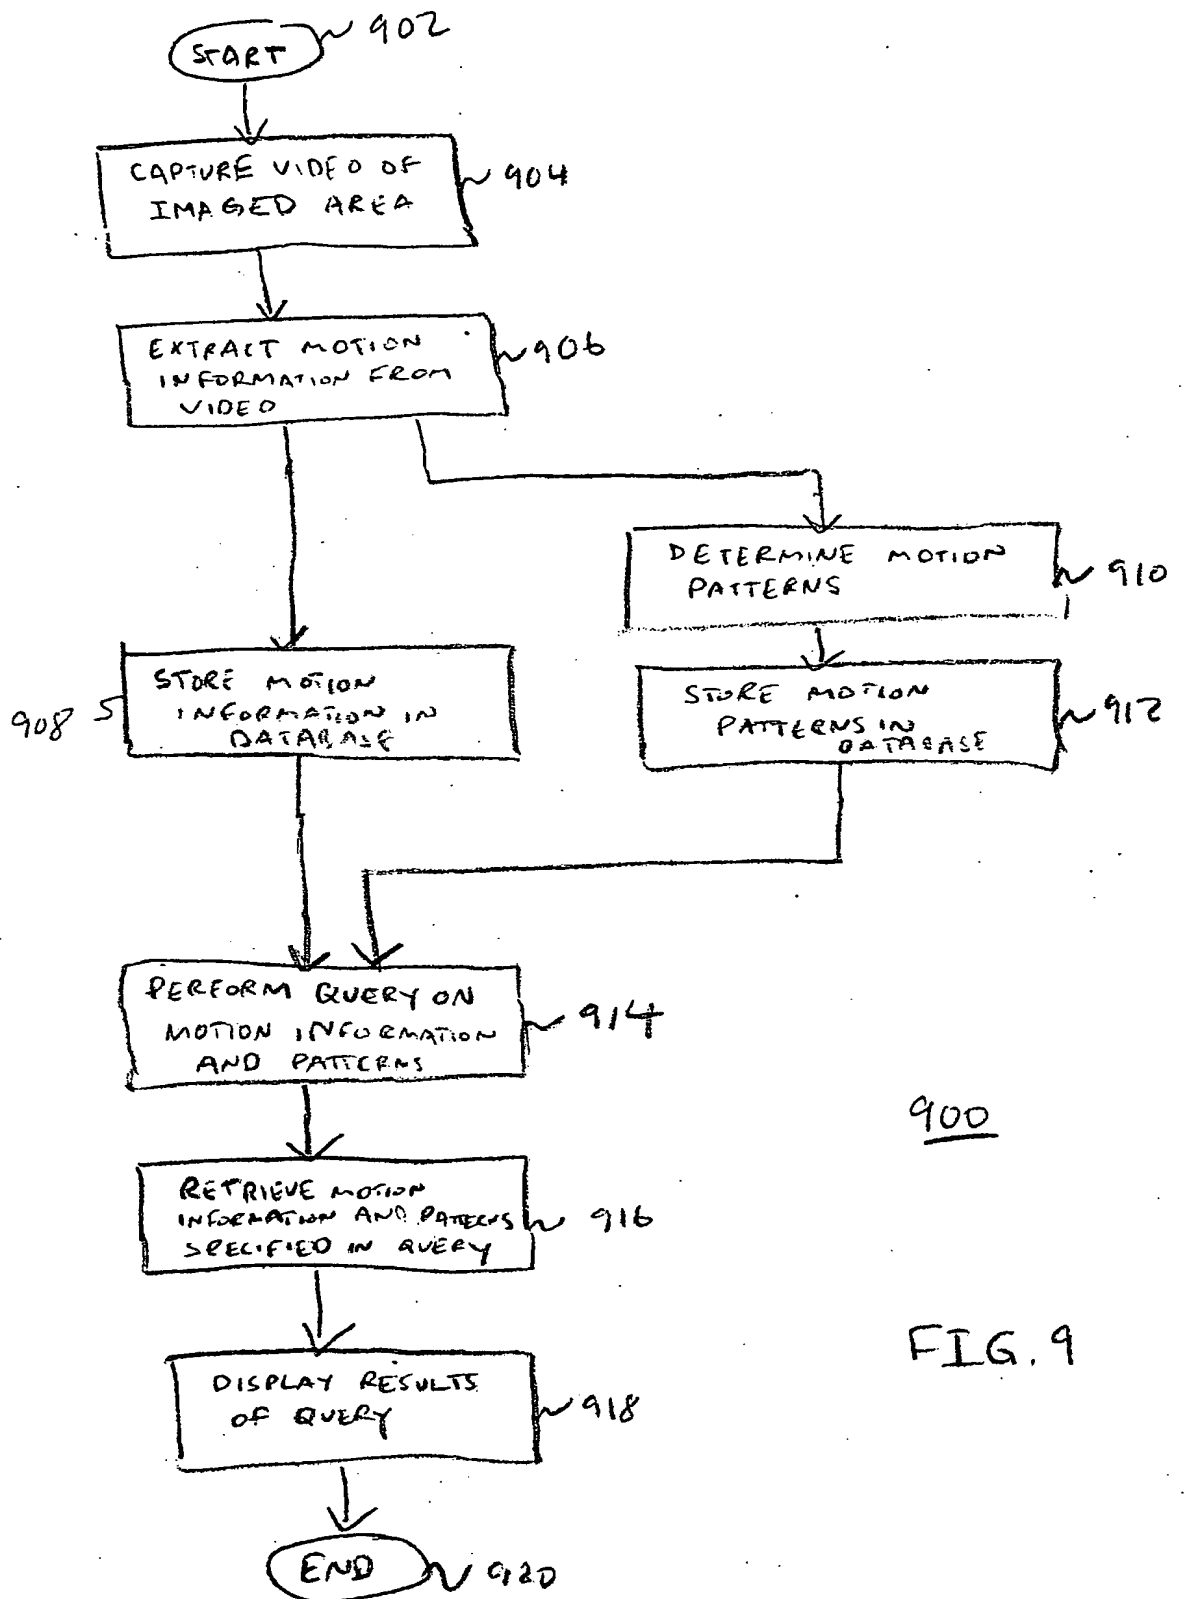 START
902
CAPTURE VIDEO OF
IMAGED AREA
904
EXTRACT MOTION
INFORMATION FROM
VIDEO
906
DETERMINE MOTION
PATTERNS
910
STORE MOTION
INFORMATION IN
DATABASE
908
STORE MOTION
PATTERNS IN
DATABASE
912
PERFORM QUERY ON
MOTION INFORMATION
AND PATTERNS
914
900
RETRIEVE MOTION
INFORMATION AND PATTERNS
SPECIFIED IN QUERY
916
FIG. 9
DISPLAY RESULTS
OF QUERY
918
END
920